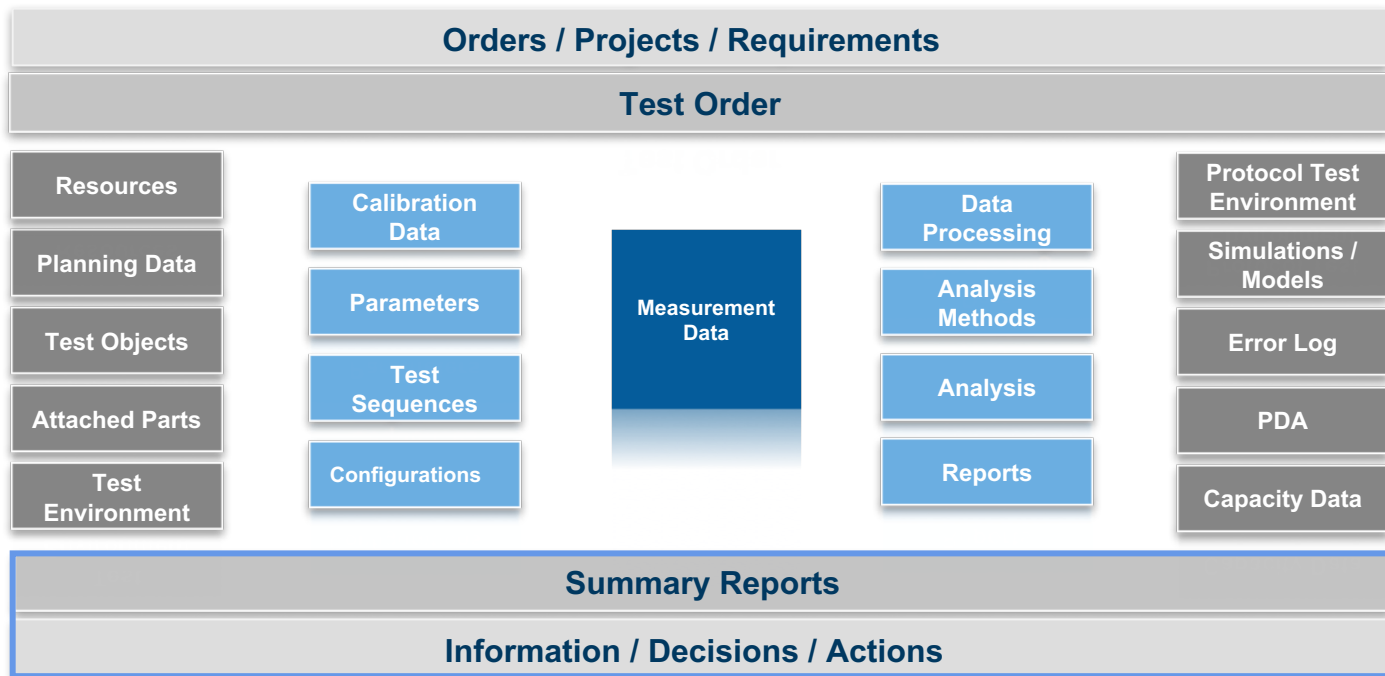 Orders / Projects / Requirements
Test Order
Resources
Planning Data
Test Objects
Attached Parts
Test
Environment
Calibration
Data
Parameters
Test
Sequences
Configurations
Measurement
Data
Data
Processing
Analysis
Methods
Analysis
Reports
Protocol Test
Environment
Simulations /
Models
Error Log
PDA
Capacity Data
Summary Reports
Information / Decisions / Actions